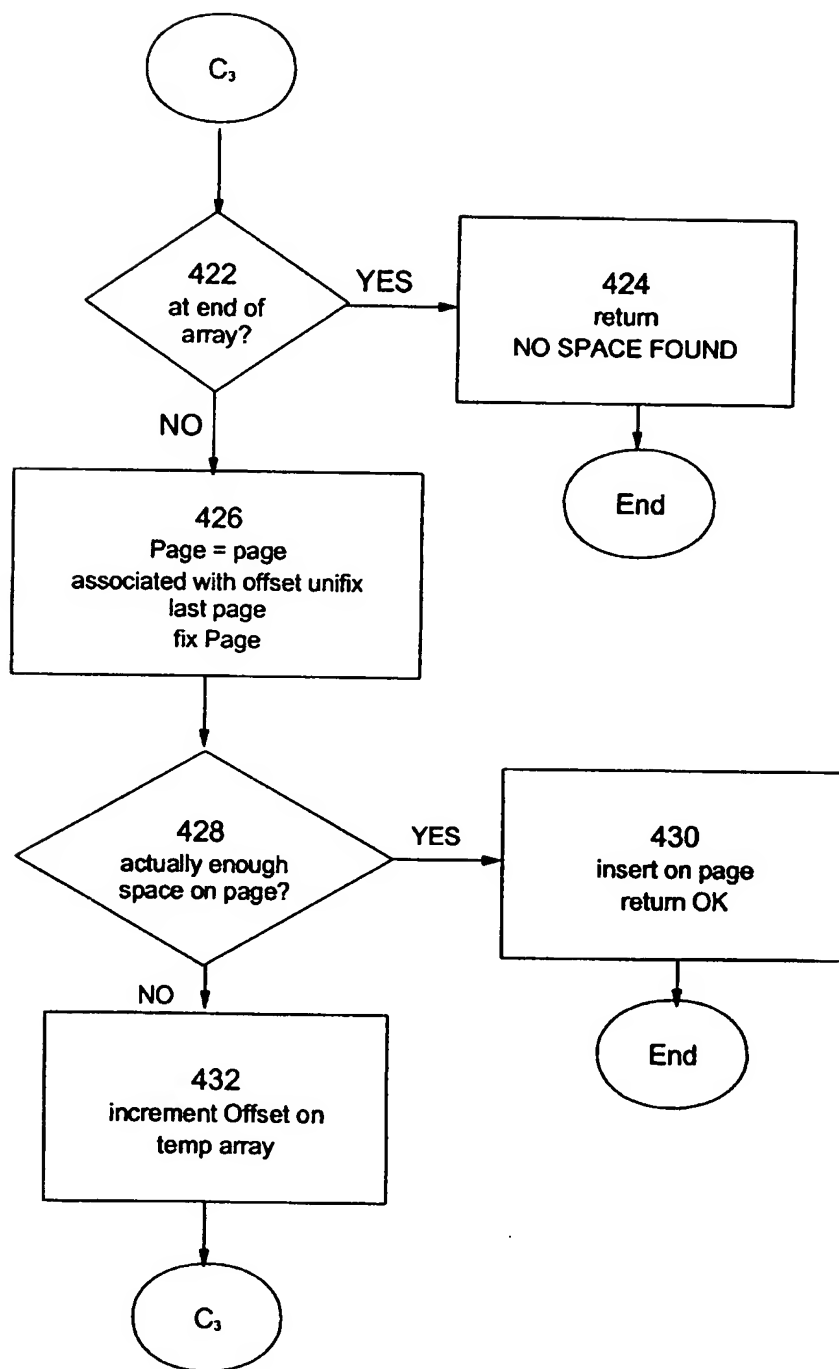 C₃
422
at end of
array?
YES
424
return
NO SPACE FOUND
End
NO
426
Page = page
associated with offset unifix
last page
fix Page
428
actually enough
space on page?
YES
430
insert on page
return OK
End
NO
432
increment Offset on
temp array
C₃